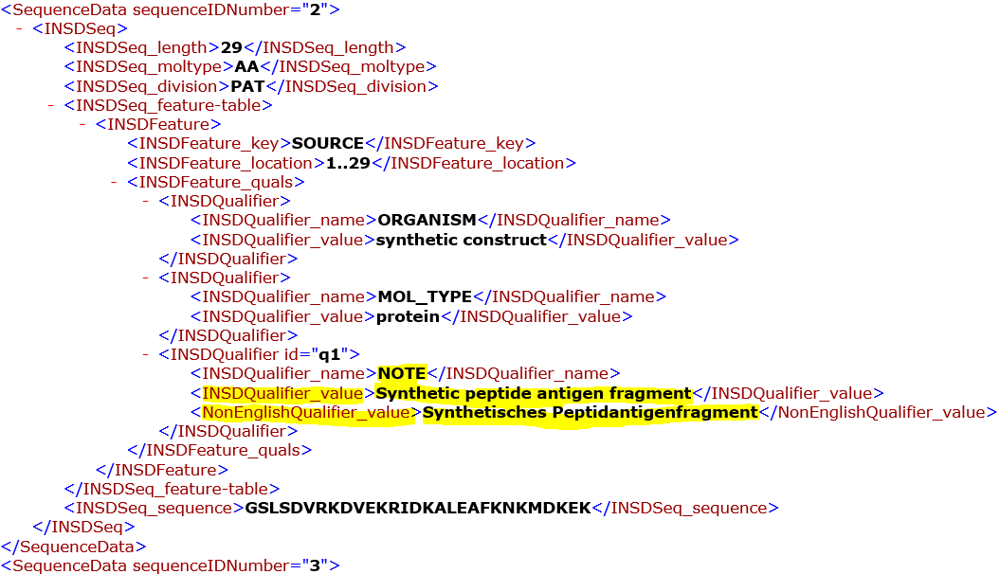 <SequenceData sequenceIDNumber="2">
- <INSDSeq>
<INSDSeq_length>29</INSDSeq_length>
<INSDSeq_moltype>AA</INSDSeq_moltype>
<INSDSeq_division>PAT</INSDSeq_division>
- <INSDSeq_feature-table>
- <INSDFeature>
<INSDFeature_key>SOURCE</INSDFeature_key>
<INSDFeature_location>1..29</INSDFeature_location>
- <INSDFeature_quals>
- <INSDQualifier>
<INSDQualifier_name>ORGANISM</INSDQualifier_name>
<INSDQualifier_value>synthetic construct</INSDQualifier_value>
</INSDQualifier>
- <INSDQualifier>
<INSDQualifier_name>MOL_TYPE</INSDQualifier_name>
<INSDQualifier_value>protein</INSDQualifier_value>
</INSDQualifier>
- <INSDQualifier id="q1">
<INSDQualifier_name>NOTE</INSDQualifier_name>
<INSDQualifier_value>Synthetic peptide antigen fragment</INSDQualifier_value>
<NonEnglishQualifier_value>Synthetisches Peptidantigenfragment</NonEnglishQualifier_value>
</INSDQualifier>
</INSDFeature_quals>
</INSDFeature>
</INSDSeq_feature-table>
<INSDSeq_sequence>GSLSDVRKDVEKRIDKALEAFKNKMDKEK</INSDSeq_sequence>
</INSDSeq>
</SequenceData>
<SequenceData sequenceIDNumber="3">